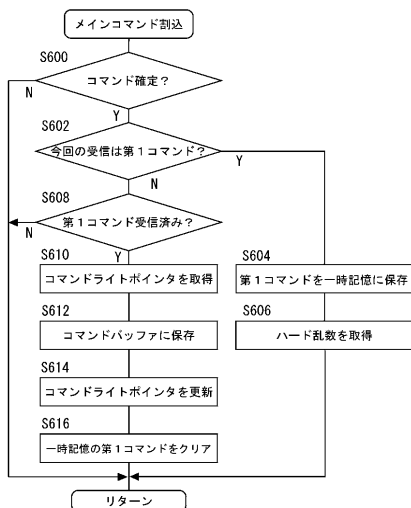 メインコマンド割込
S600
コマンド確定？
N
Y
S602
今回の受信は第１コマンド？
Y
N
S608
第１コマンド受信済み？
N
Y
S610
コマンドライトポインタを取得
S604
第１コマンドを一時記憶に保存
S612
コマンドバッファに保存
S606
ハード乱数を取得
S614
コマンドライトポインタを更新
S616
一時記憶の第１コマンドをクリア
リターン